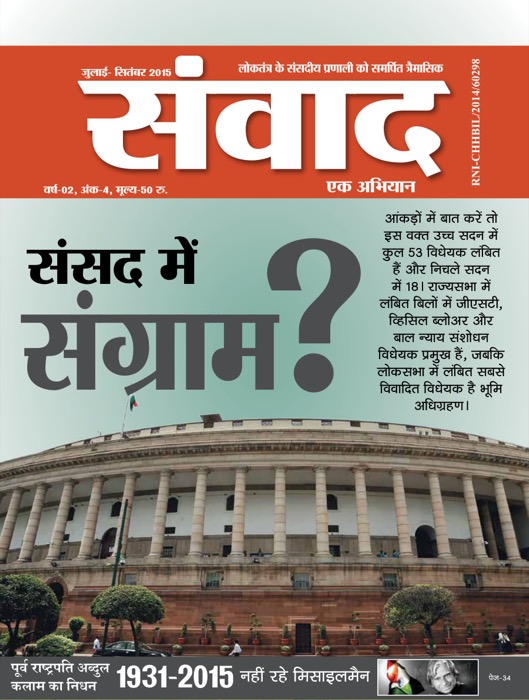 जुलाई- सितंबर 2015
लोकतंत्र के संसदीय प्रणाली को समर्पित त्रैमासिक
संवाद
RNI-CHHBIL/2014/60298
वर्ष-02, अंक-4, मूल्य-50 रु.
एक अभियान
संसद में
संग्राम?
आंकड़ों में बात करें तो
इस वक्त उच्च सदन में
कुल 53 विधेयक लंबित
हैं और निचले सदन
में 18। राज्यसभा में
लंबित बिलों में जीएसटी,
व्हिसिल ब्लोअर और
बाल न्याय संशोधन
विधेयक प्रमुख हैं, जबकि
लोकसभा में लंबित सबसे
विवादित विधेयक है भूमि
अधिग्रहण।
पूर्व राष्ट्रपति अब्दुल
कलाम का निधन
1931-2015
नहीं रहे मिसाइलमैन
पेज-34